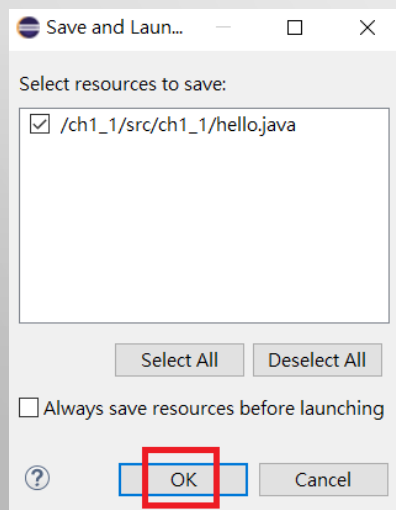 Save and Laun...
Select resources to save:
/ch1_1/src/ch1_1/hello.java
Select All Deselect All
Always save resources before launching
? OK Cancel